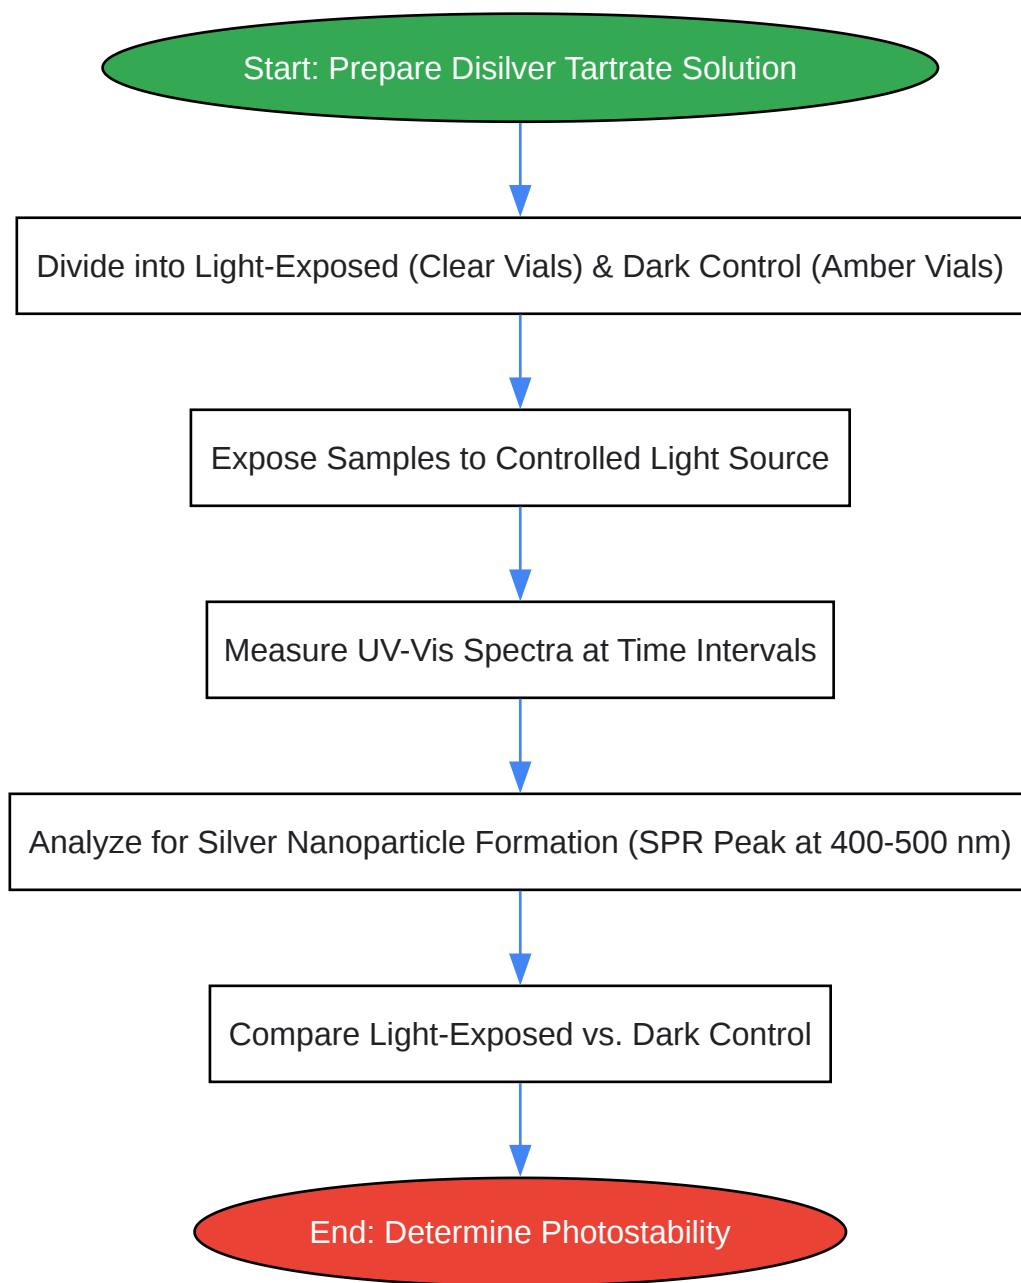 Start: Prepare Disilver Tartrate Solution
Divide into Light-Exposed (Clear Vials) & Dark Control (Amber Vials)
Expose Samples to Controlled Light Source
Measure UV-Vis Spectra at Time Intervals
Analyze for Silver Nanoparticle Formation (SPR Peak at 400-500 nm)
Compare Light-Exposed vs. Dark Control
End: Determine Photostability